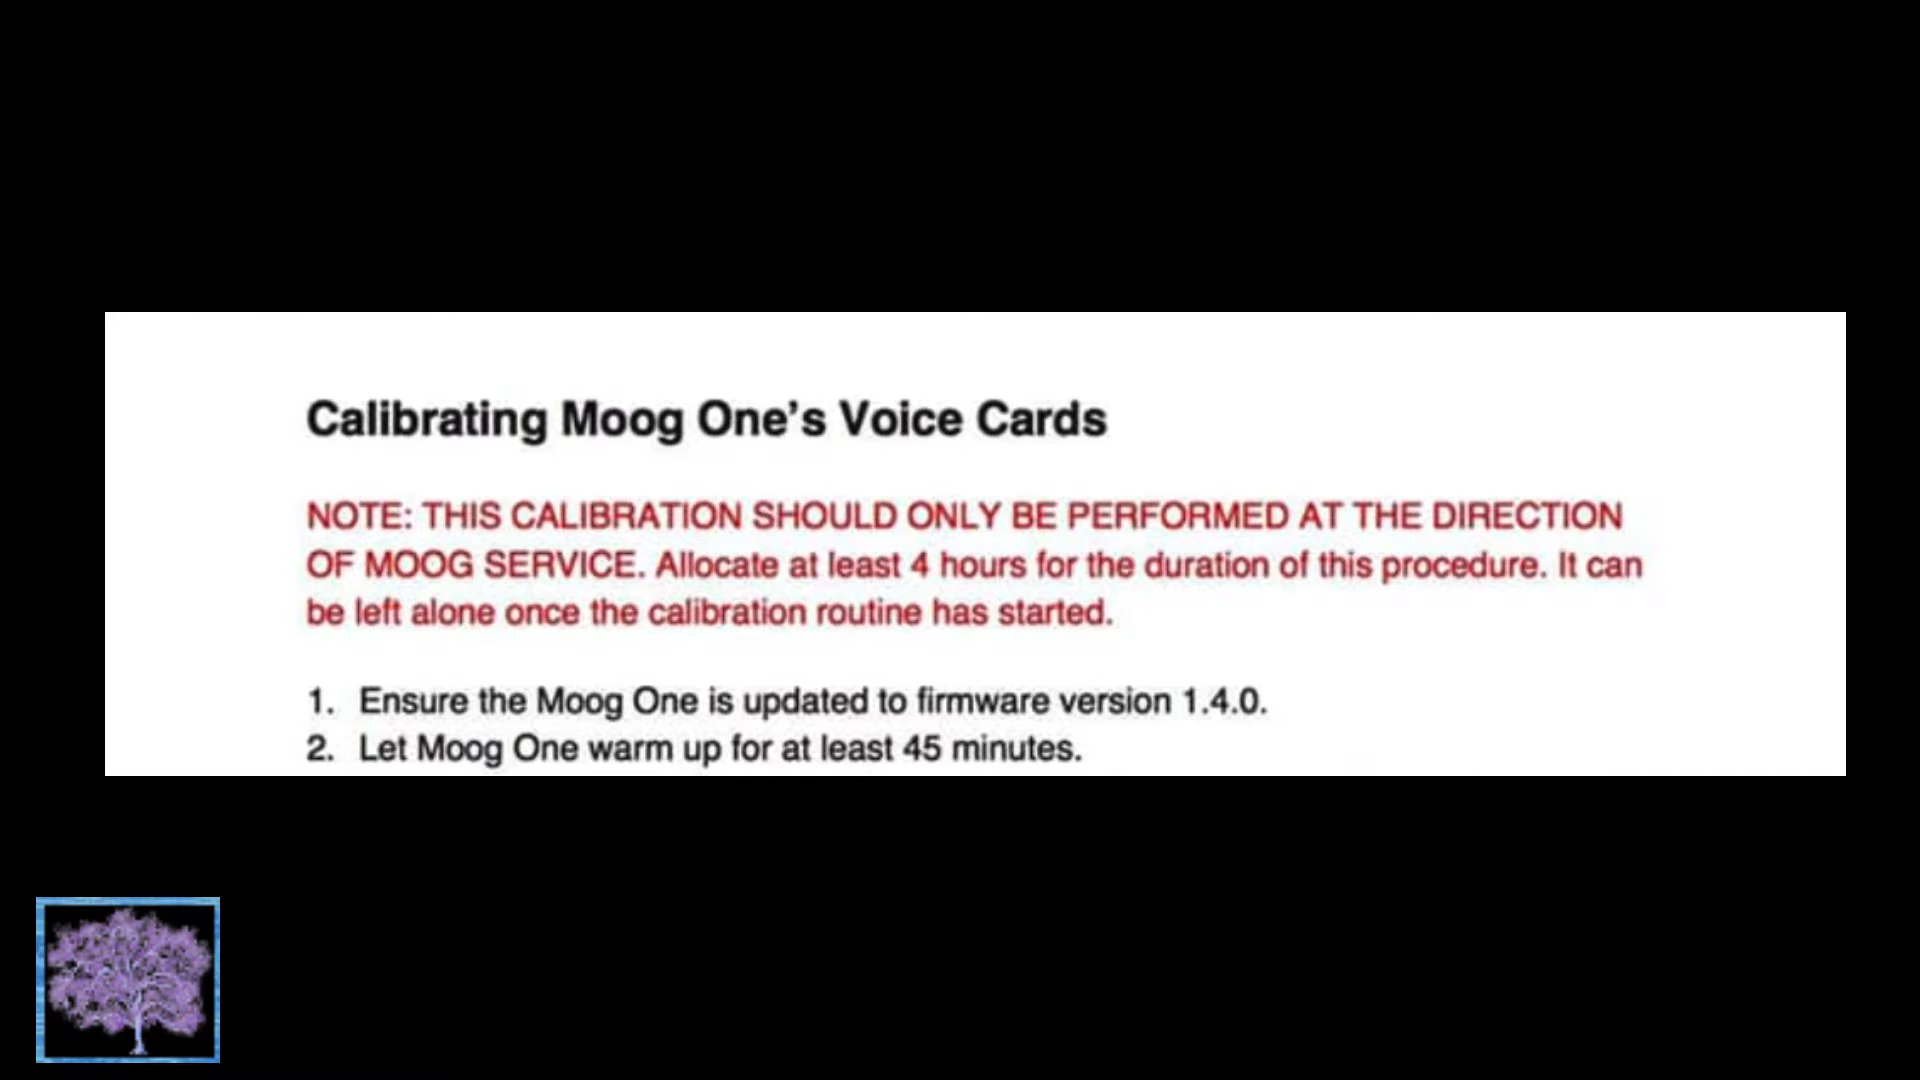 Calibrating Moog One’s Voice Cards
NOTE: THIS CALIBRATION SHOULD ONLY BE PERFORMED AT THE DIRECTION
OF MOOG SERVICE. Allocate at least 4 hours for the duration of this procedure. It can
be left alone once the calibration routine has started.
1. Ensure the Moog One is updated to firmware version 1.4.0.
2. Let Moog One warm up for at least 45 minutes.